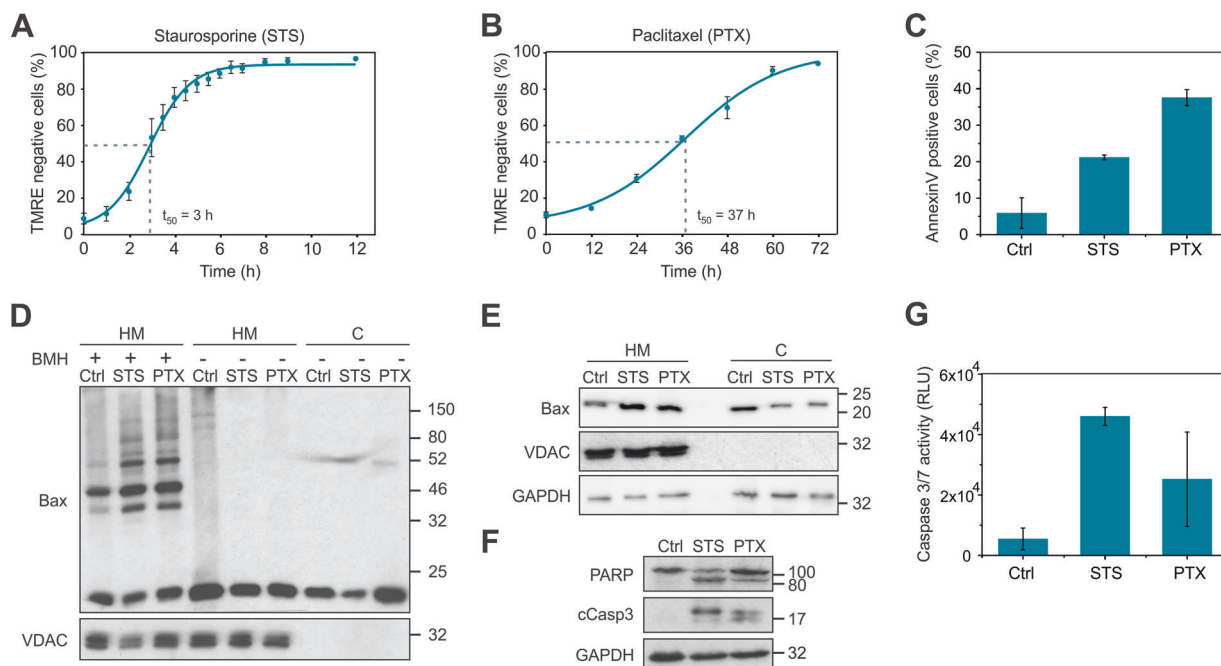 A
Staurosporine (STS)
TMRE negative cells (%)
100
80
60
40
20
0
t50 = 3 h
0 2 4 6 8 10 12
Time (h)
B
Paclitaxel (PTX)
TMRE negative cells (%)
100
80
60
40
20
0
t50 = 37 h
0 12 24 36 48 60 72
Time (h)
C
AnnexinV positive cells (%)
50
40
30
20
10
0
Ctrl STS PTX
D
HM HM C
BMH + + + - - - - - -
Ctrl STS PTX Ctrl STS PTX Ctrl STS PTX
150
80
52
Bax 46
32
25
VDAC 32
E
HM C
Ctrl STS PTX Ctrl STS PTX
Bax 25
20
VDAC 32
GAPDH 32
F
Ctrl STS PTX
PARP 100
80
cCasp3 17
GAPDH 32
G
Caspase 3/7 activity (RLU)
6x10^4
4x10^4
2x10^4
0
Ctrl STS PTX